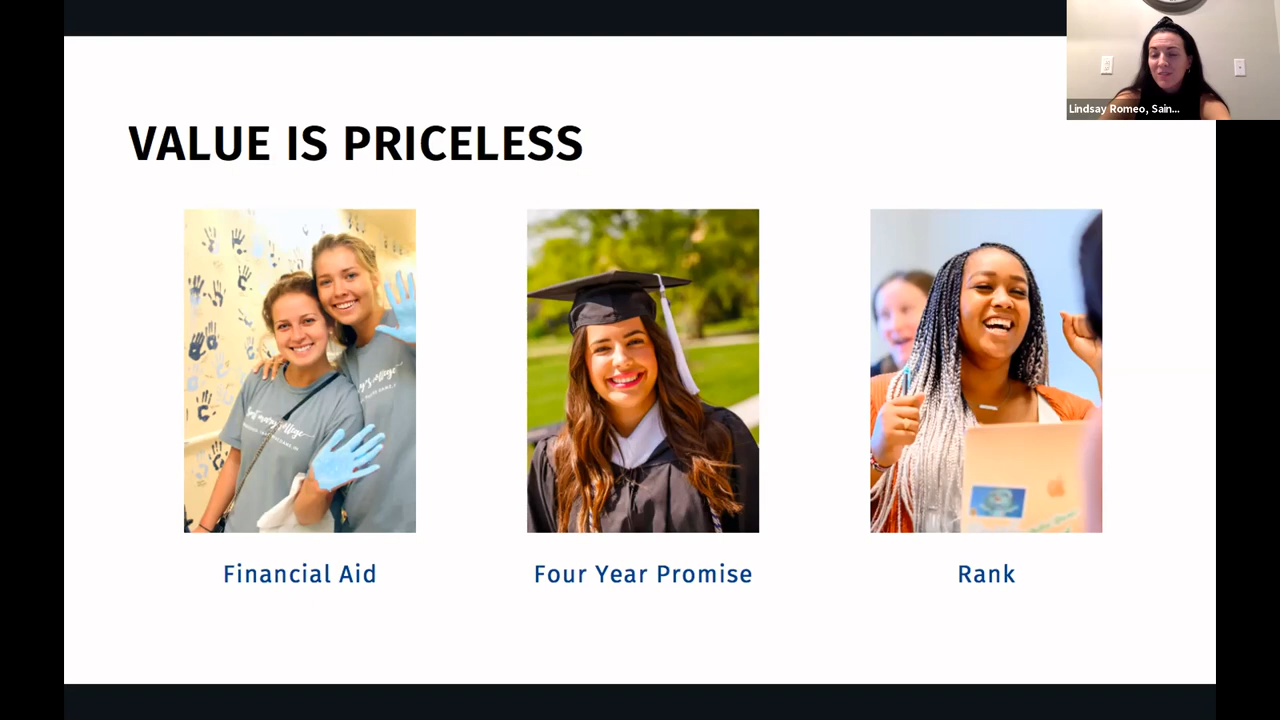 VALUE IS PRICELESS
Lindsay Romeo, Sain...
Financial Aid
Four Year Promise
Rank